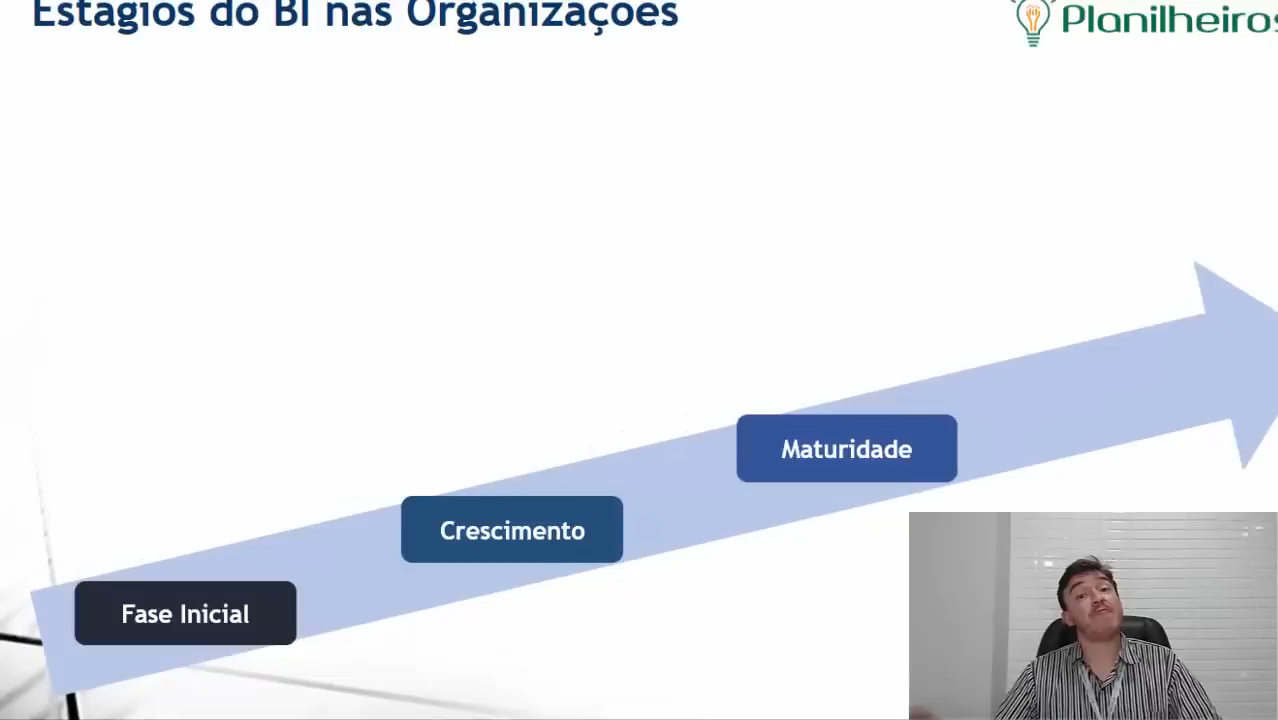 Estágios do BI nas Organizações
Planilheiros
Maturidade
Crescimento
Fase Inicial